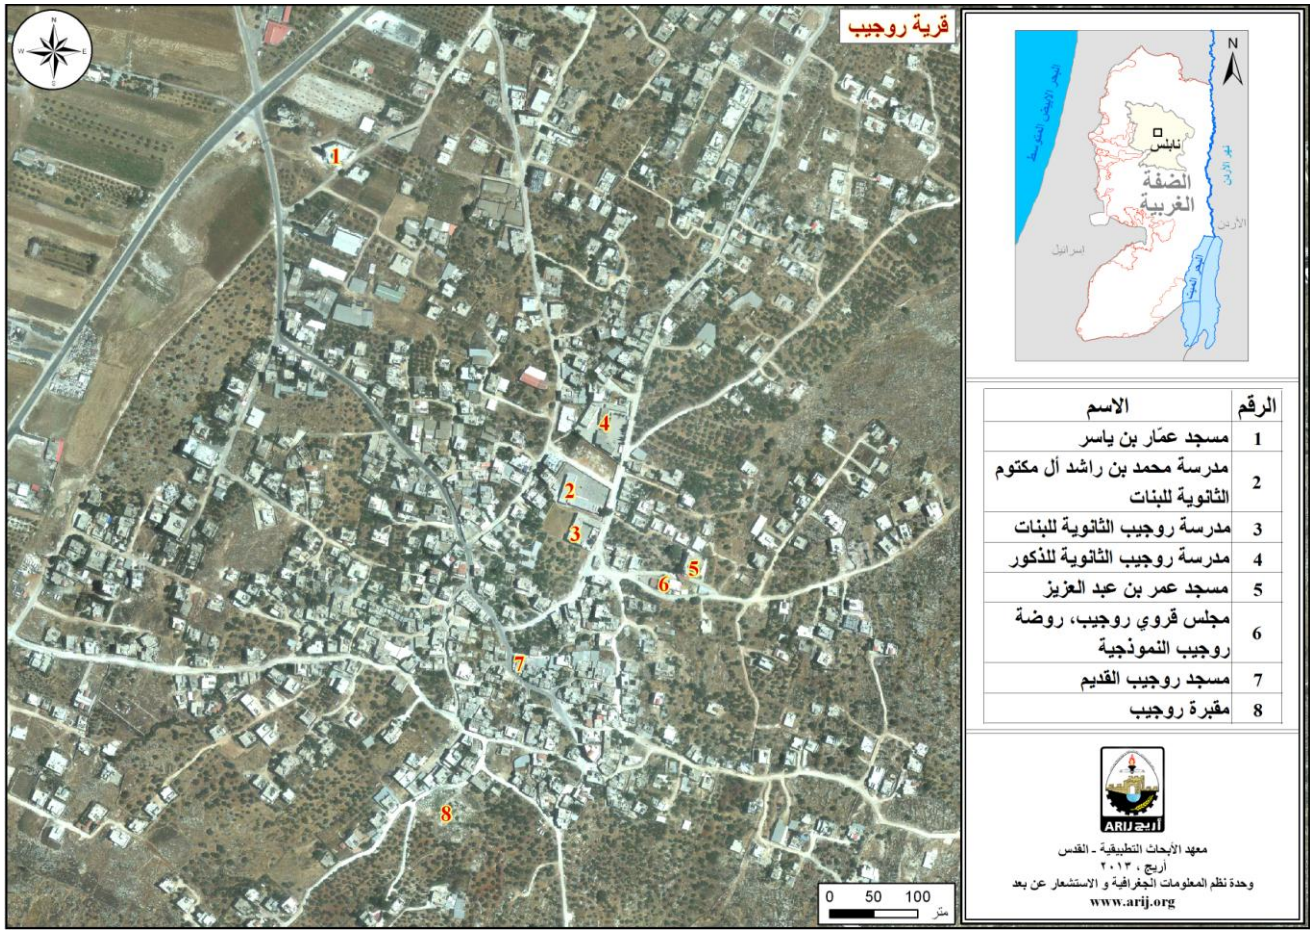 قرية روجيب
N
W
E
S
1
4
2
3
5
6
7
8
0 50 100
متر
N
البحر الابيض المتوسط
نابلس
نهر الأردن
الضفة
الغربية
الأردن
اسرائيل
البحر الميت
الرقم الاسم
1 مسجد عمّار بن ياسر
2 مدرسة محمد بن راشد أل مكتوم
الثانوية للبنات
3 مدرسة روجيب الثانوية للبنات
4 مدرسة روجيب الثانوية للذكور
5 مسجد عمر بن عبد العزيز
6 مجلس قروي روجيب، روضة
روجيب النموذجية
7 مسجد روجيب القديم
8 مقبرة روجيب
ARIJ أريج
معهد الأبحاث التطبيقية - القدس
أريج ، ٢٠١٣
وحدة نظم المعلومات الجغرافية و الاستشعار عن بعد
www.arij.org